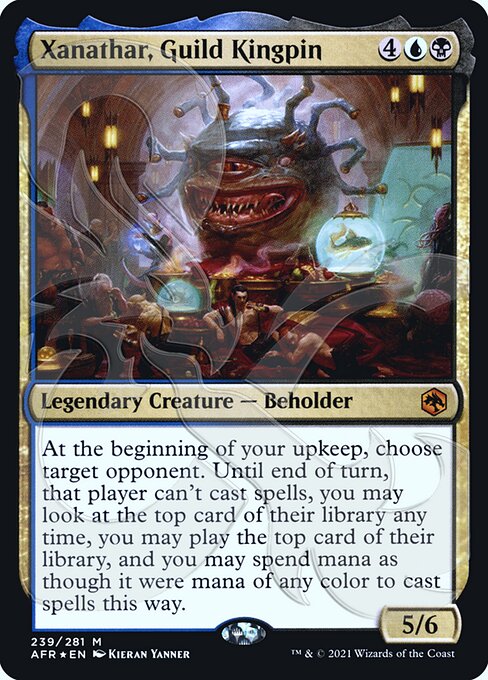 Xanathar, Guild Kingpin 4
Legendary Creature — Beholder
At the beginning of your upkeep, choose
target opponent. Until end of turn,
that player can't cast spells, you may
look at the top card of their library any
time, you may play the top card of their
library, and you may spend mana as
though it were mana of any color to cast
spells this way.
5/6
239/281 M
AFR ★ EN Kieran Yanner
™ & © 2021 Wizards of the Coast